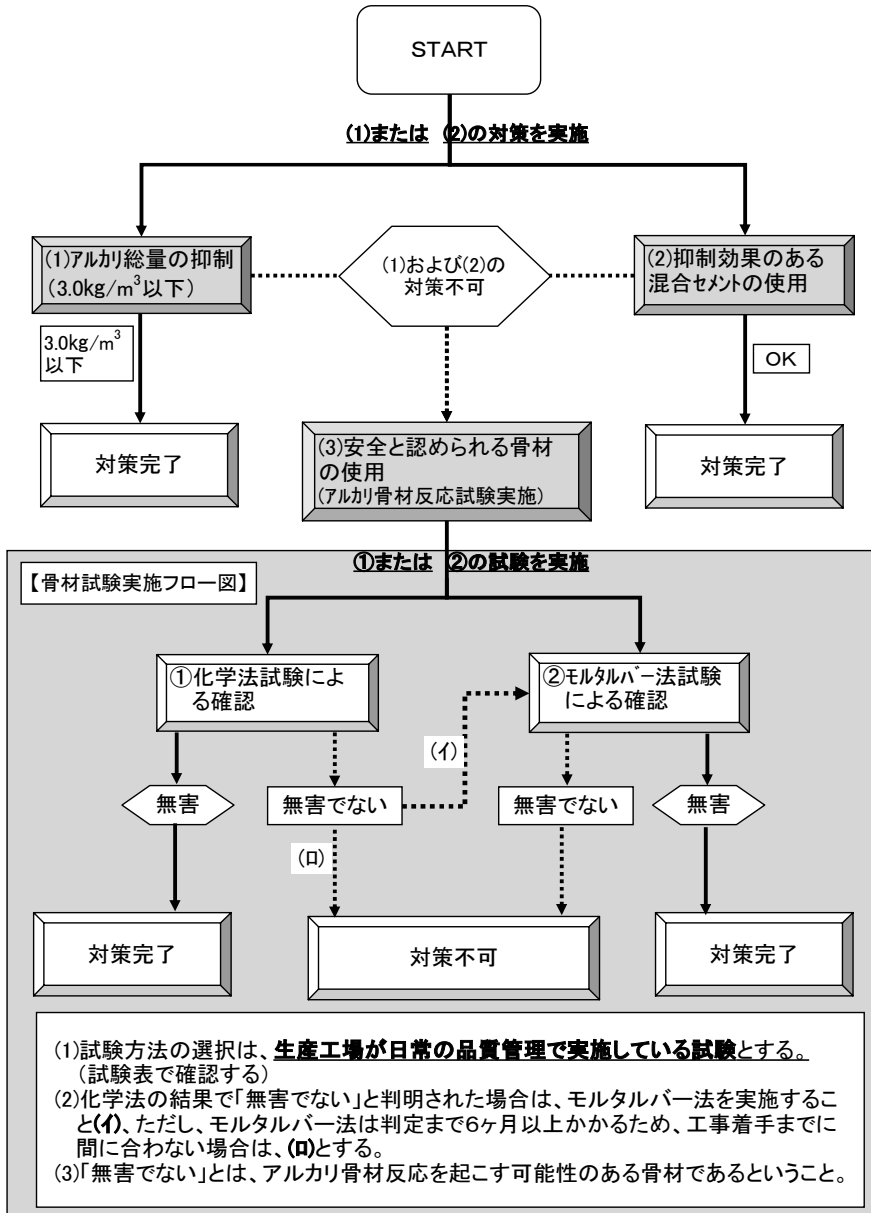 START
(1)または (2)の対策を実施
(1)アルカリ総量の抑制
(3.0kg/m³以下)
(1)および(2)の
対策不可
(2)抑制効果のある
混合セメントの使用
3.0kg/m³
以下
OK
対策完了
(3)安全と認められる骨材
の使用
(アルカリ骨材反応試験実施)
対策完了
①または ②の試験を実施
【骨材試験実施フロー図】
①化学法試験によ
る確認
②モルタルバー法試験
による確認
(イ)
無害
無害でない
無害でない
無害
(ロ)
対策完了
対策不可
対策完了
(1)試験方法の選択は、生産工場が日常の品質管理で実施している試験とする。
(試験表で確認する)
(2)化学法の結果で「無害でない」と判明された場合は、モルタルバー法を実施するこ
と(イ)、ただし、モルタルバー法は判定まで6ヶ月以上かかるため、工事着手までに
間に合わない場合は、(ロ)とする。
(3)「無害でない」とは、アルカリ骨材反応を起こす可能性のある骨材であるということ。